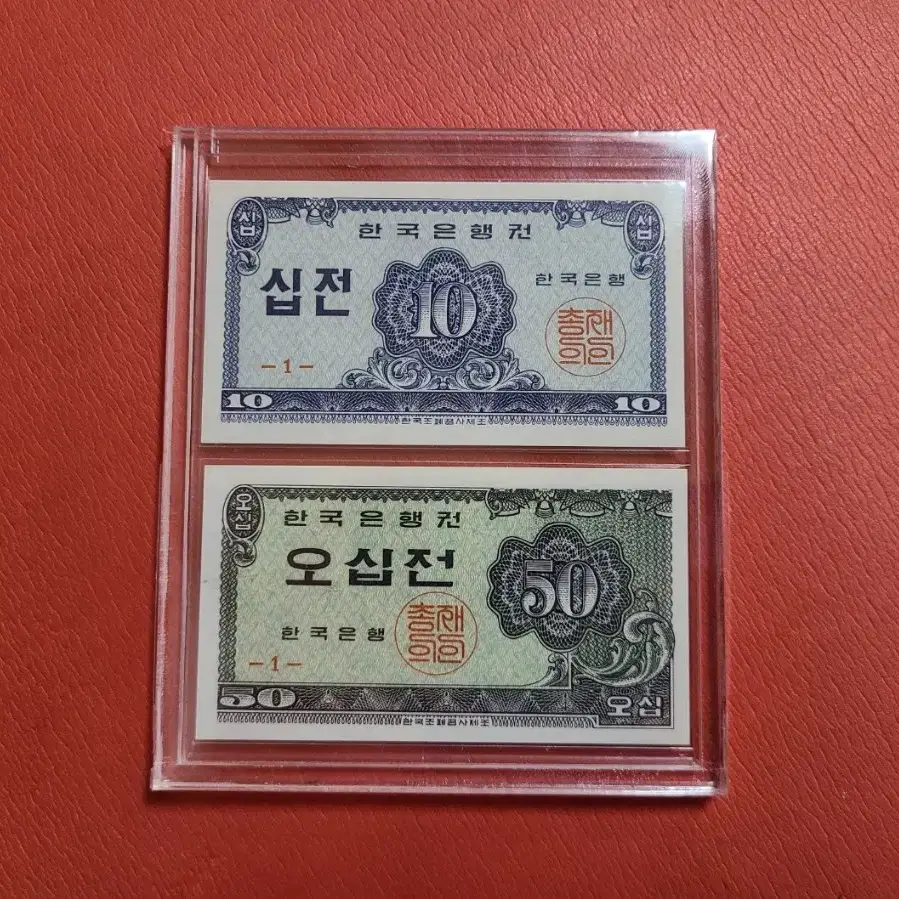 십 십
한국은행권
십전 10 한국은행
총재의인
-1-
10 10
한국조폐공사제조
오십
한국은행권
오십전 50
한국은행 총재의인
-1-
50 오십
한국조폐공사제조